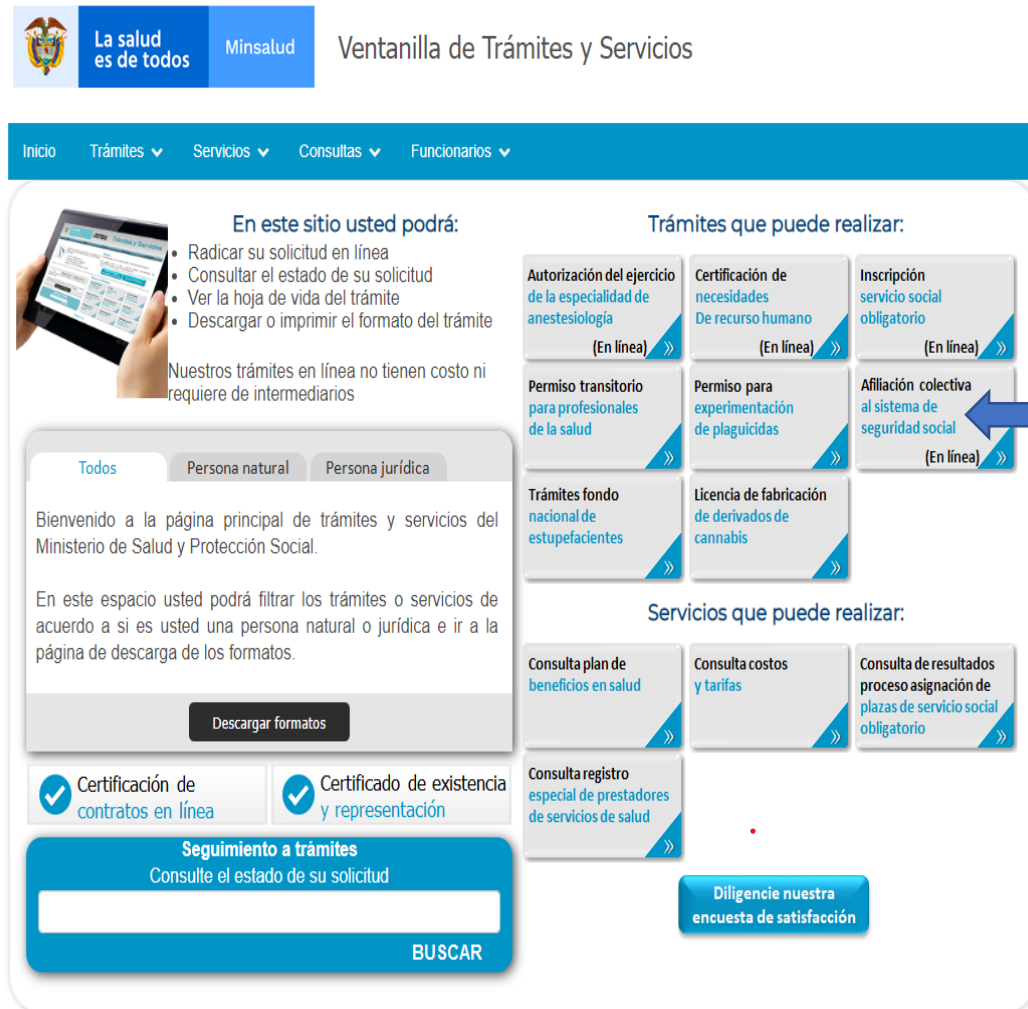 La salud
es de todos
Minsalud
Ventanilla de Trámites y Servicios
Inicio
Trámites
Servicios
Consultas
Funcionarios
En este sitio usted podrá:
• Radicar su solicitud en línea
• Consultar el estado de su solicitud
• Ver la hoja de vida del trámite
• Descargar o imprimir el formato del trámite
Nuestros trámites en línea no tienen costo ni
requiere de intermediarios
Todos
Persona natural
Persona jurídica
Bienvenido a la página principal de trámites y servicios del
Ministerio de Salud y Protección Social.
En este espacio usted podrá filtrar los trámites o servicios de
acuerdo a si es usted una persona natural o jurídica e ir a la
página de descarga de los formatos.
Descargar formatos
Certificación de
contratos en línea
Certificado de existencia
y representación
Seguimiento a trámites
Consulte el estado de su solicitud
BUSCAR
Trámites que puede realizar:
Autorización del ejercicio
de la especialidad de
anestesiología
(En línea)
Certificación de
necesidades
De recurso humano
(En línea)
Inscripción
servicio social
obligatorio
(En línea)
Permiso transitorio
para profesionales
de la salud
Permiso para
experimentación
de plaguicidas
Afiliación colectiva
al sistema de
seguridad social
(En línea)
Trámites fondo
nacional de
estupefacientes
Licencia de fabricación
de derivados de
cannabis
Servicios que puede realizar:
Consulta plan de
beneficios en salud
Consulta costos
y tarifas
Consulta de resultados
proceso asignación de
plazas de servicio social
obligatorio
Consulta registro
especial de prestadores
de servicios de salud
Diligencie nuestra
encuesta de satisfacción